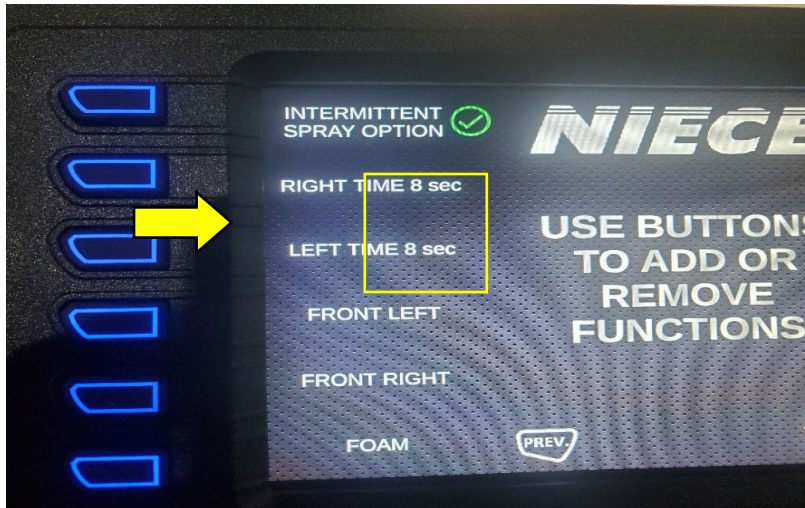 INTERMITTENT
SPRAY OPTION
RIGHT TIME 8 sec
LEFT TIME 8 sec
FRONT LEFT
FRONT RIGHT
FOAM
NIECE
USE BUTTONS
TO ADD OR
REMOVE
FUNCTIONS
PREV.